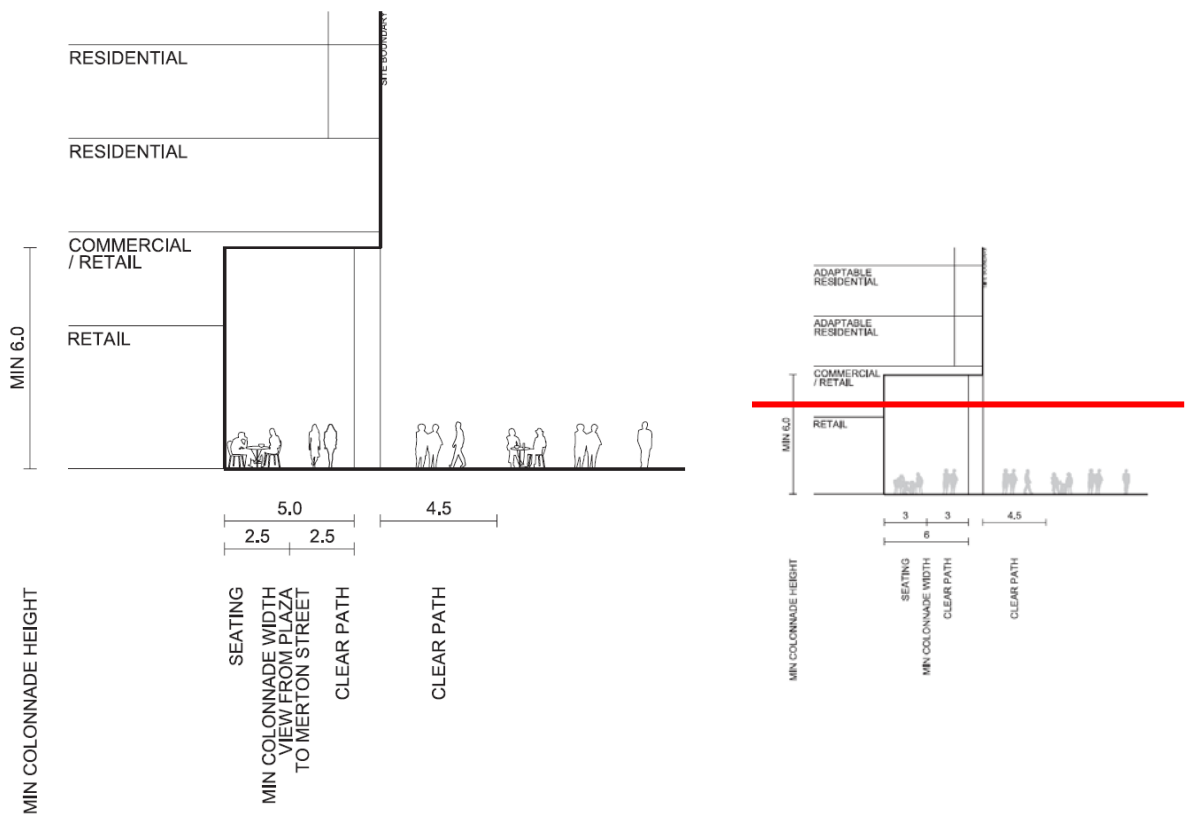 RESIDENTIAL
SITE BOUNDARY
RESIDENTIAL
COMMERCIAL
/ RETAIL
RETAIL
MIN 6.0
5.0
4.5
2.5
2.5
MIN COLONNADE HEIGHT
SEATING
MIN COLONNADE WIDTH
VIEW FROM PLAZA
TO MERTON STREET
CLEAR PATH
CLEAR PATH
ADAPTABLE
RESIDENTIAL
ADAPTABLE
RESIDENTIAL
COMMERCIAL
/ RETAIL
RETAIL
MIN 6.0
3
3
4.5
6
MIN COLONNADE HEIGHT
SEATING
MIN COLONNADE WIDTH
CLEAR PATH
CLEAR PATH